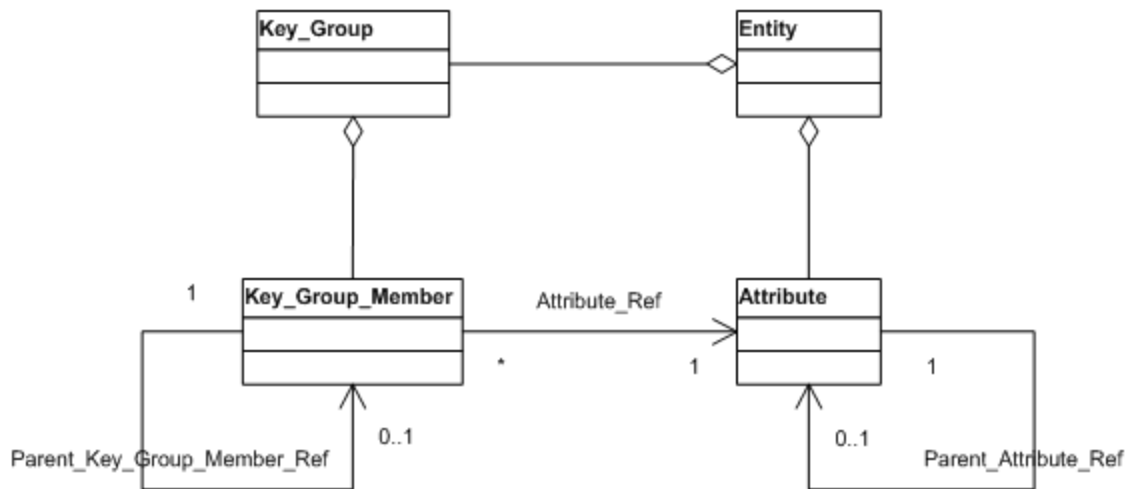 Key_Group
Entity
1
Key_Group_Member
Attribute_Ref
Attribute
*
1
1
0..1
0..1
Parent_Key_Group_Member_Ref
Parent_Attribute_Ref